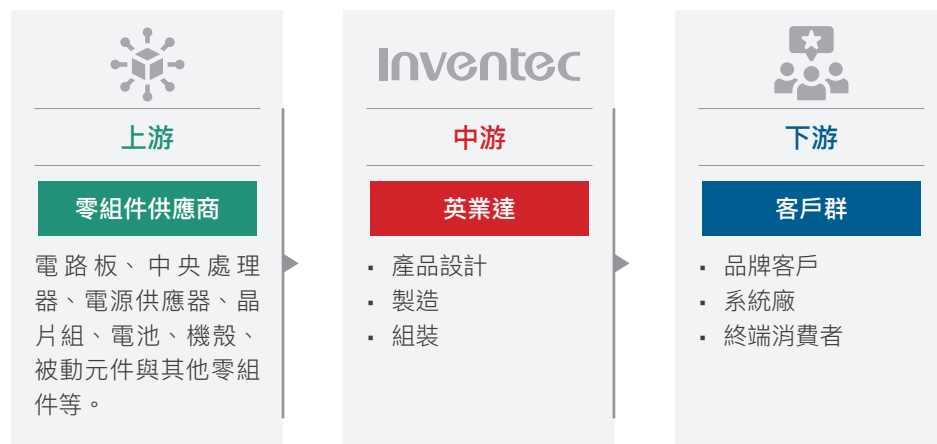 上游
零組件供應商
電路板、中央處理
器、電源供應器、晶
片組、電池、機殼、
被動元件與其他零組
件等。
Inventec
中游
英業達
▪ 產品設計
▪ 製造
▪ 組裝
下游
客戶群
▪ 品牌客戶
▪ 系統廠
▪ 終端消費者